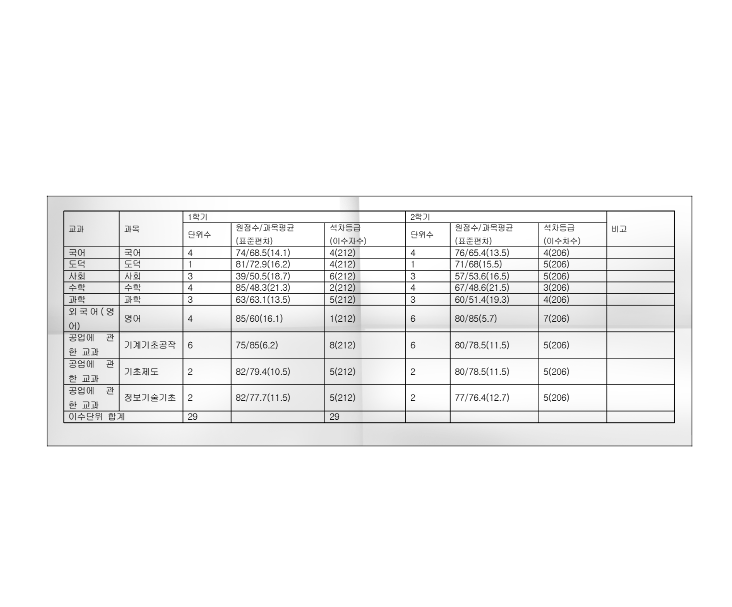 교과 과목 1학기 2학기 비고
단위수 원점수/과목평균 (표준편차) 석차등급 (이수자수) 단위수 원점수/과목평균 (표준편차) 석차등급 (이수자수)
국어 국어 4 74/68.5(14.1) 4(212) 4 76/65.4(13.5) 4(206)
도덕 도덕 1 81/72.9(16.2) 4(212) 1 71/68(15.5) 5(206)
사회 사회 3 39/50.5(18.7) 6(212) 3 57/53.6(16.5) 5(206)
수학 수학 4 85/48.3(21.3) 2(212) 4 67/48.6(21.5) 3(206)
과학 과학 3 63/63.1(13.5) 5(212) 3 60/51.4(19.3) 4(206)
외국어(영어) 영어 4 85/60(16.1) 1(212) 6 80/85(5.7) 7(206)
공업에 관한 교과 기계기초공작 6 75/85(6.2) 8(212) 6 80/78.5(11.5) 5(206)
공업에 관한 교과 기초제도 2 82/79.4(10.5) 5(212) 2 80/78.5(11.5) 5(206)
공업에 관한 교과 정보기술기초 2 82/77.7(11.5) 5(212) 2 77/76.4(12.7) 5(206)
이수단위 합계 29 29